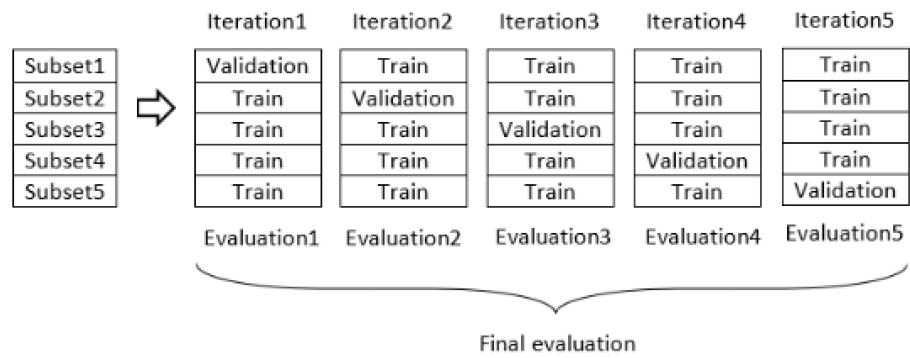 Iteration1 Iteration2 Iteration3 Iteration4 Iteration5
Subset1 Validation Train Train Train Train
Subset2 Train Validation Train Train Train
Subset3 Train Train Validation Train Train
Subset4 Train Train Train Validation Train
Subset5 Train Train Train Train Validation
Evaluation1 Evaluation2 Evaluation3 Evaluation4 Evaluation5
Final evaluation